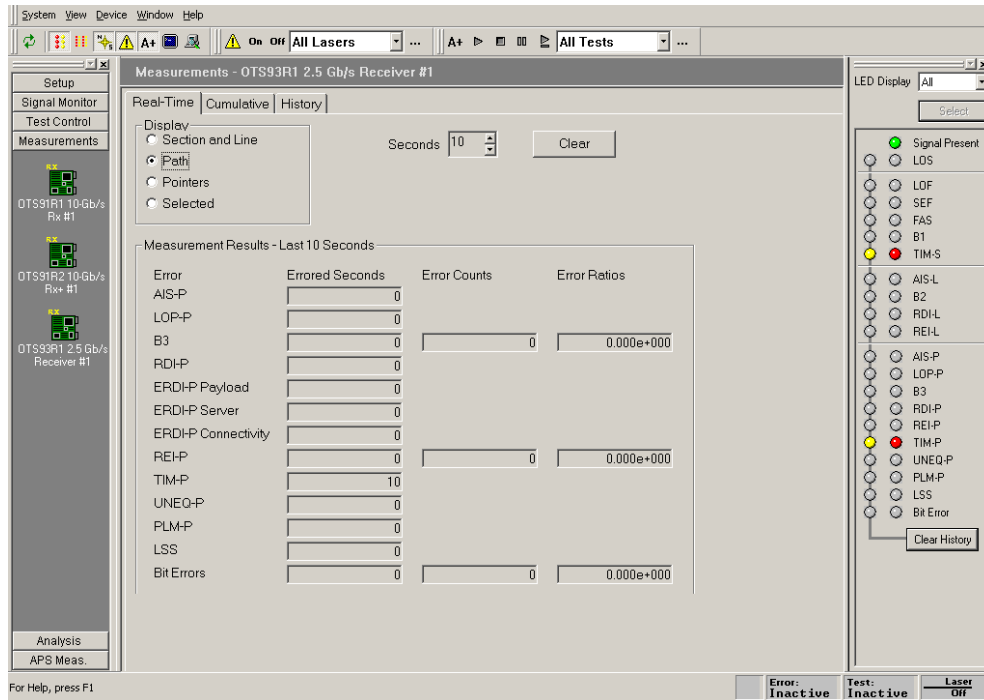 System View Device Window Help
A+ On Off All Lasers ... A+ All Tests ...
Setup
Signal Monitor
Test Control
Measurements
RX
OTS91R1 10-Gb/s
Rx #1
RX
OTS91R2 10-Gb/s
Rx+ #1
RX
OTS93R1 2.5 Gb/s
Receiver #1
Analysis
APS Meas.
Measurements - OTS93R1 2.5 Gb/s Receiver #1
Real-Time Cumulative History
Display
Section and Line
Path
Pointers
Selected
Seconds 10 Clear
Measurement Results - Last 10 Seconds
Error Errored Seconds Error Counts Error Ratios
AIS-P 0
LOP-P 0
B3 0 0 0.000e+000
RDI-P 0
ERDI-P Payload 0
ERDI-P Server 0
ERDI-P Connectivity 0
REI-P 0 0 0.000e+000
TIM-P 10
UNEQ-P 0
PLM-P 0
LSS 0
Bit Errors 0 0 0.000e+000
LED Display All
Select
Signal Present
LOS
LOF
SEF
FAS
B1
TIM-S
AIS-L
B2
RDI-L
REI-L
AIS-P
LOP-P
B3
RDI-P
REI-P
TIM-P
UNEQ-P
PLM-P
LSS
Bit Error
Clear History
For Help, press F1
Error:
Inactive
Test:
Inactive
Laser
Off